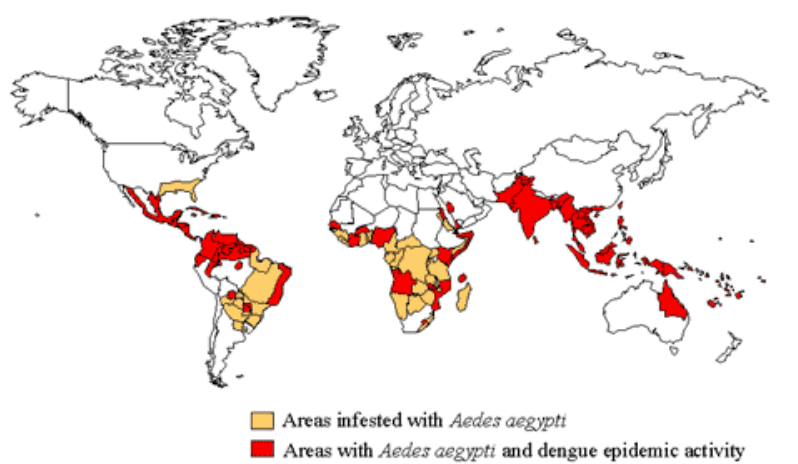 Areas infested with Aedes aegypti
Areas with Aedes aegypti and dengue epidemic activity